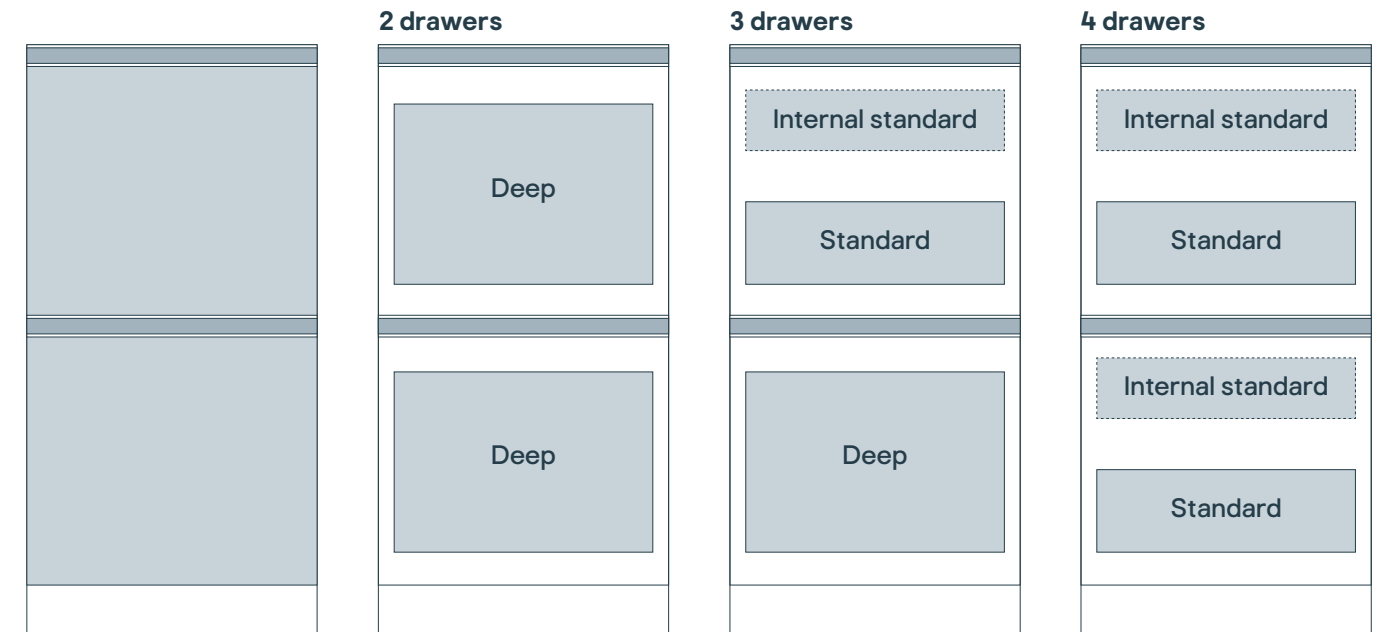 2 drawers
3 drawers
4 drawers
Internal standard
Internal standard
Deep
Standard
Standard
Internal standard
Deep
Deep
Standard